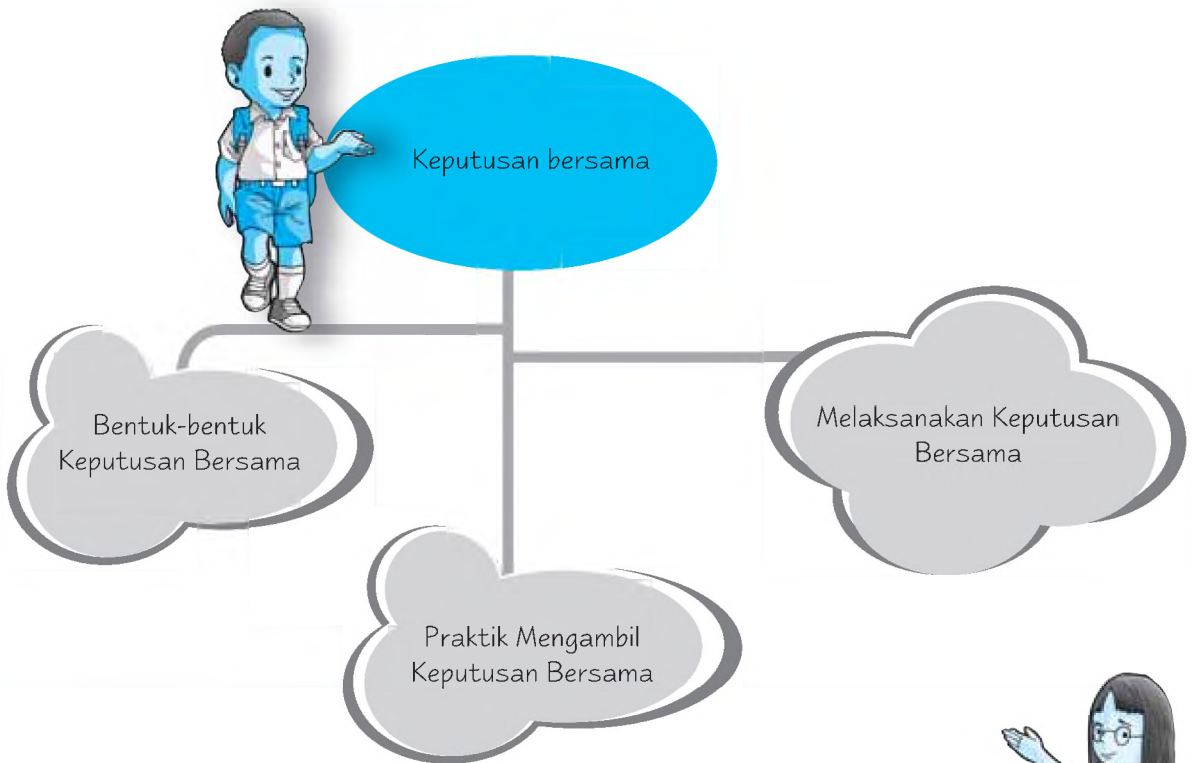 Keputusan bersama
Bentuk-bentuk
Keputusan Bersama
Melaksanakan Keputusan
Bersama
Praktik Mengambil
Keputusan Bersama